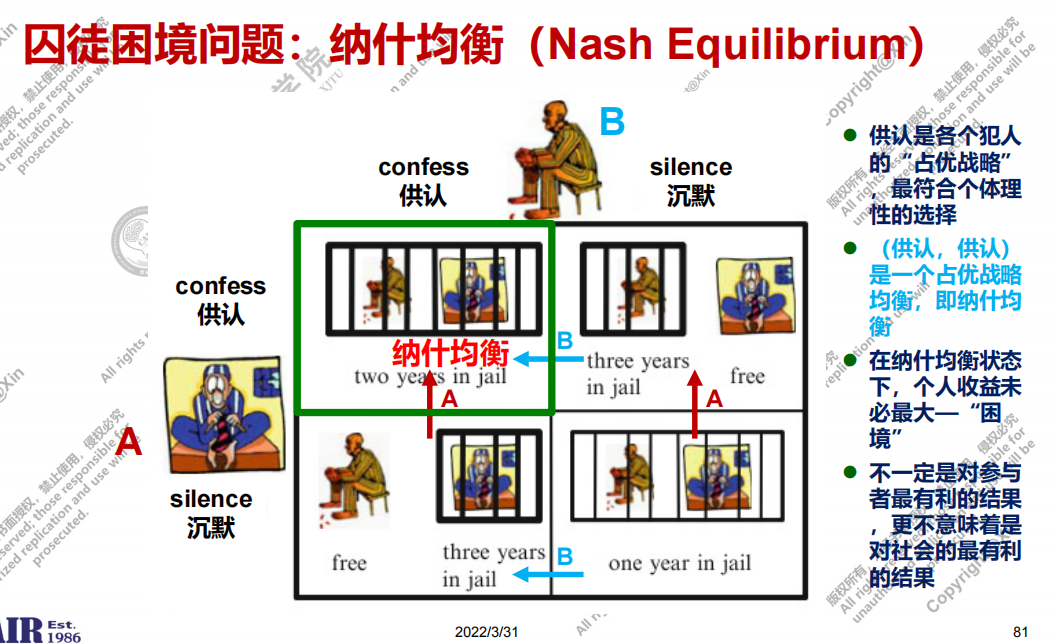 囚徒困境问题：纳什均衡（Nash Equilibrium）
B
confess
供认
silence
沉默
confess
供认
A
silence
沉默
纳什均衡
two years in jail
B
three years
in jail
free
A
A
free
three years
in jail
B
one year in jail
供认是各个犯人
的“占优战略”
，最符合个体理
性的选择
（供认，供认）
是一个占优战略
均衡，即纳什均
衡
在纳什均衡状态
下，个人收益未
必最大—“困
境”
不一定是对参与
者最有利的结果
，更不意味着是
对社会的最有利
的结果
AIR Est.
1986
2022/3/31
81